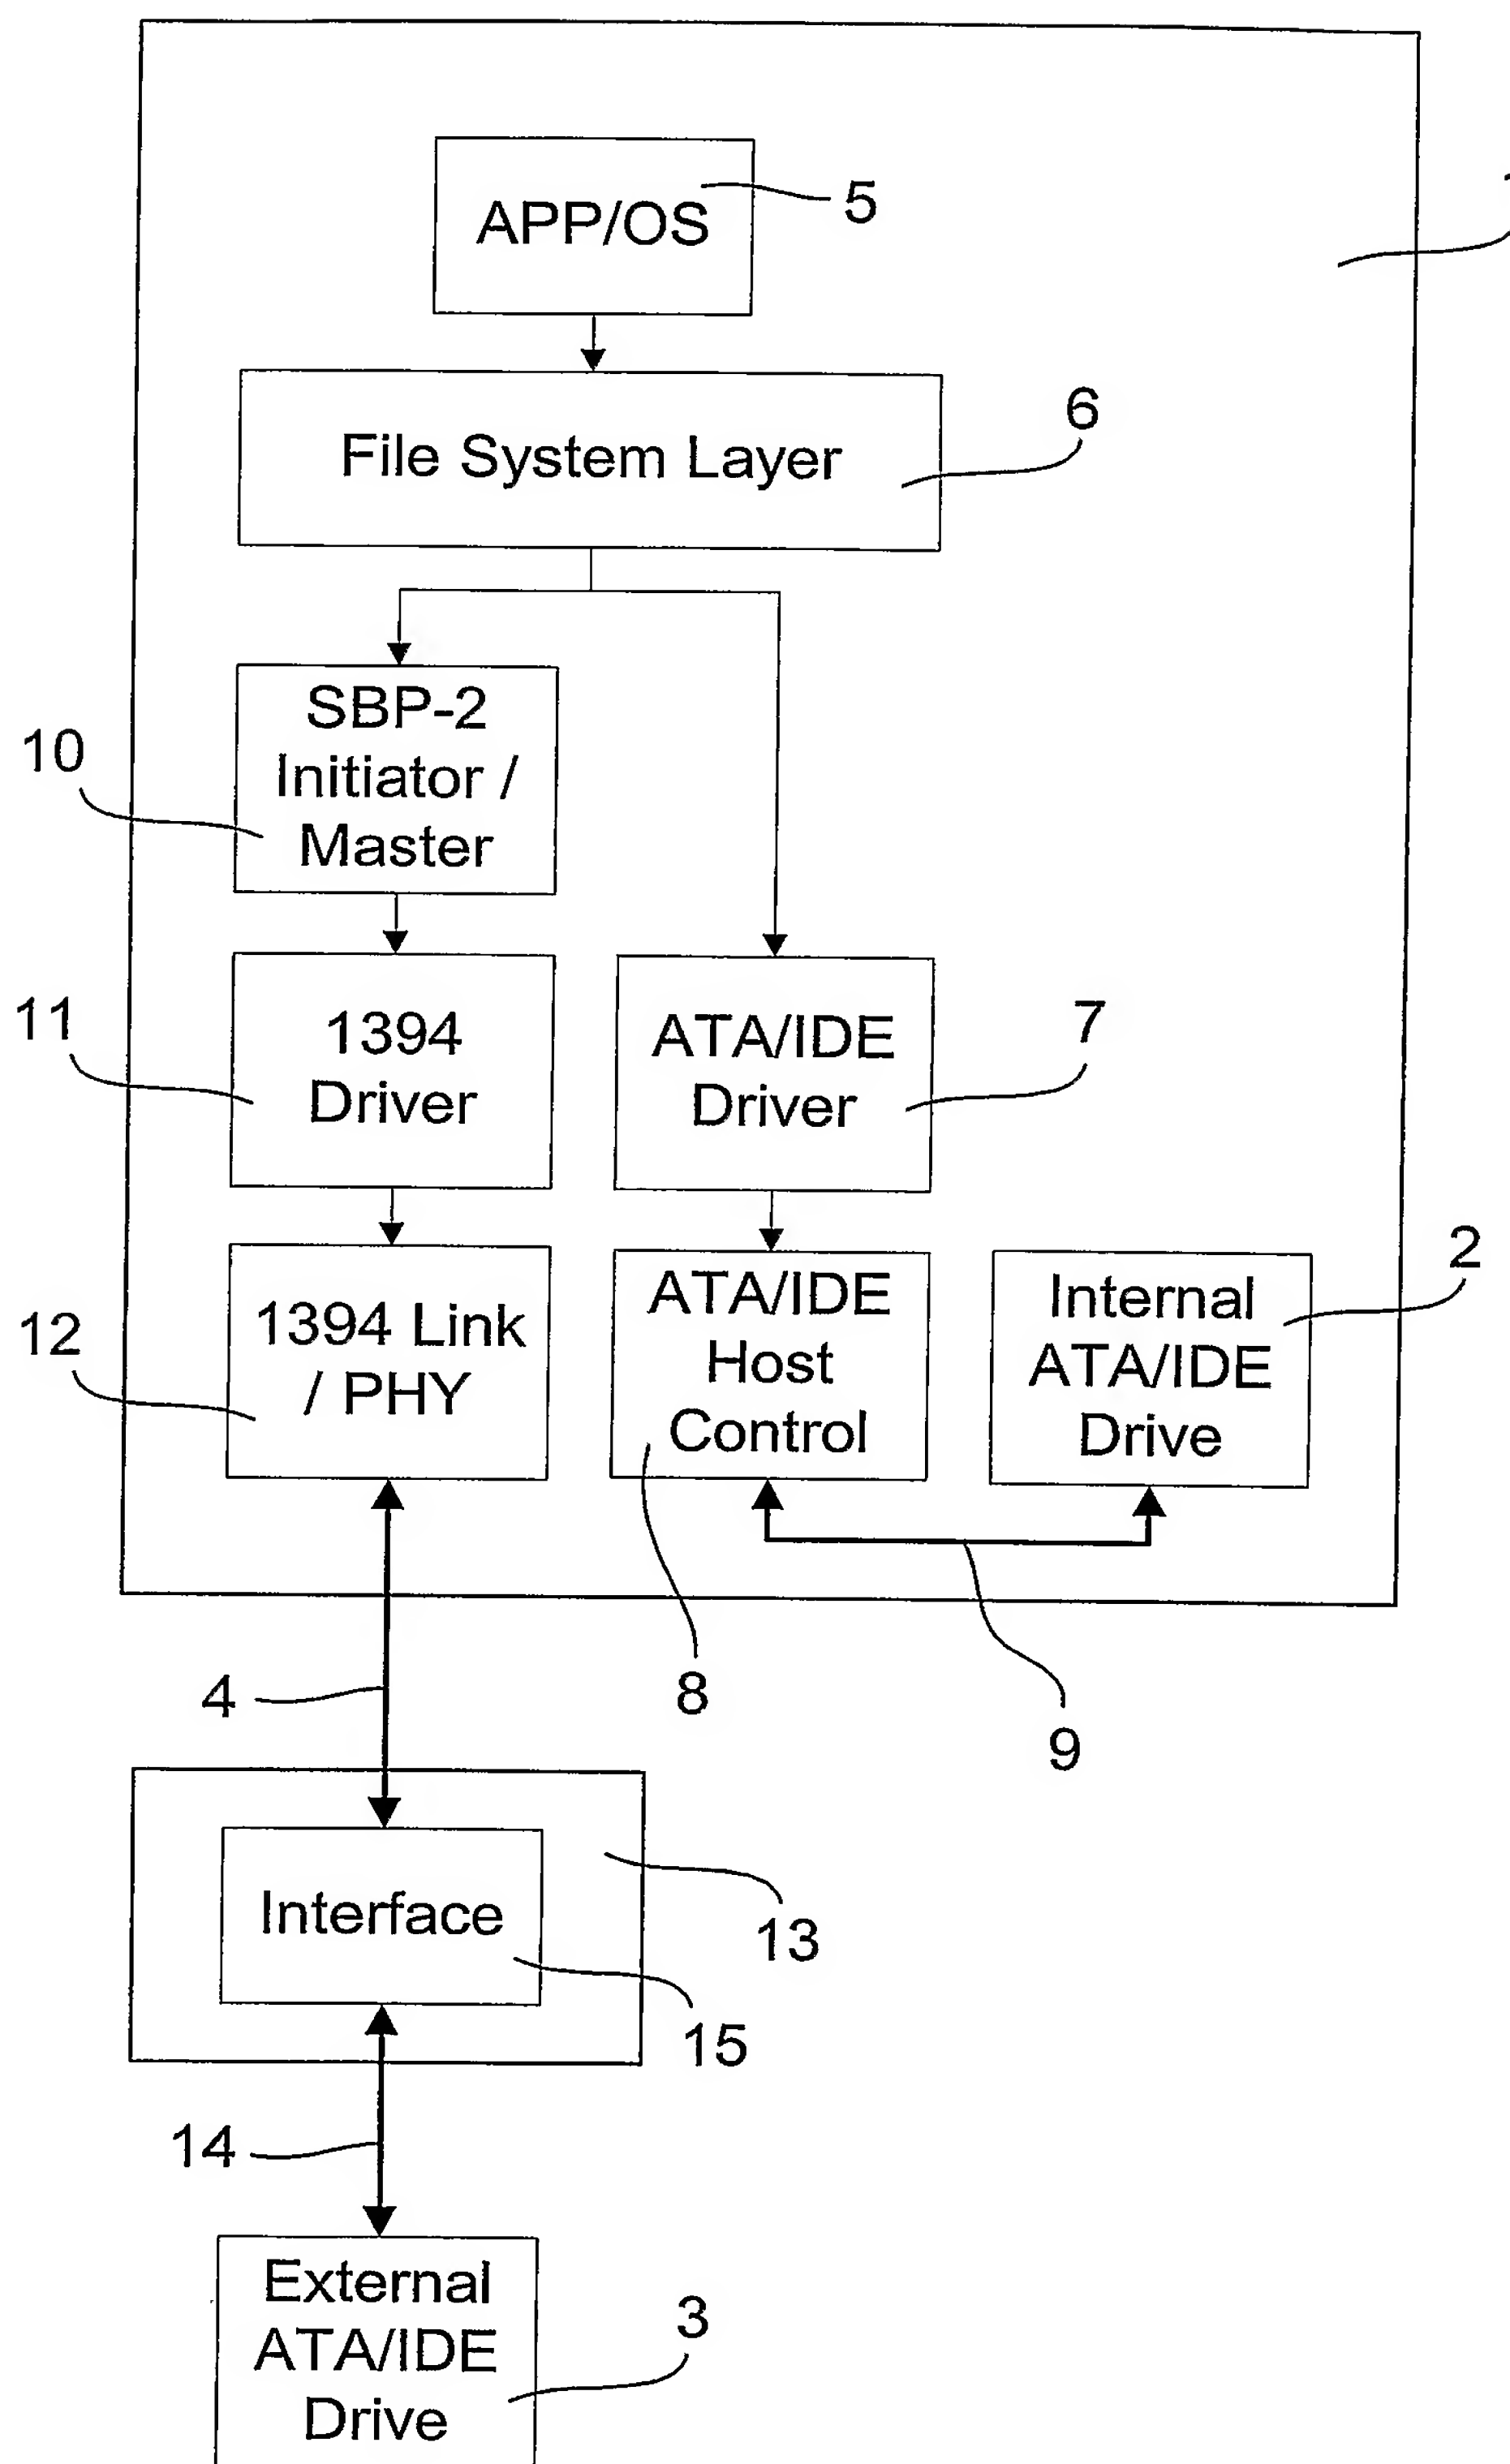 APP/OS
5
File System Layer
6
SBP-2
Initiator /
Master
10
1394
Driver
11
ATA/IDE
Driver
7
1394 Link
/ PHY
12
ATA/IDE
Host
Control
8
Internal
ATA/IDE
Drive
2
9
4
Interface
13
15
14
External
ATA/IDE
Drive
3